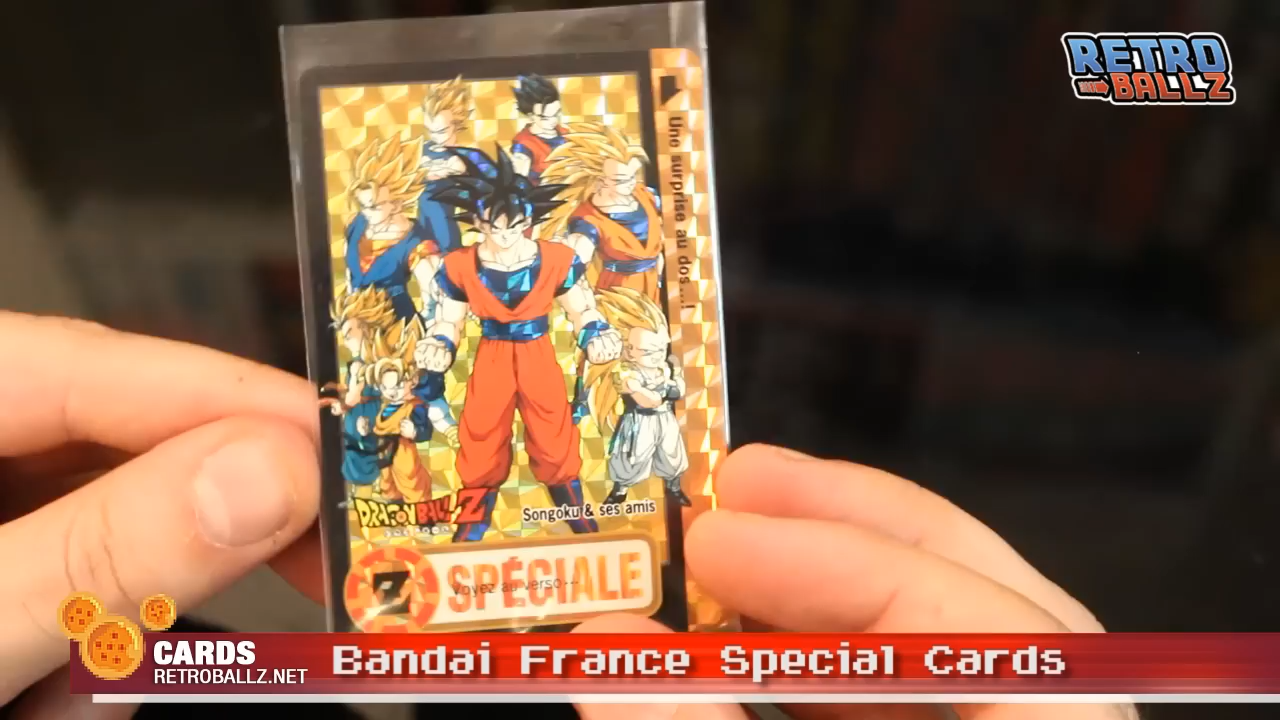 RETRO
BALLZ
Une surprise au dos...!
DRAGON BALL Z
Songoku & ses amis
Z
SPÉCIALE
Voyez au verso...
CARDS
RETROBALLZ.NET
Bandai France Special Cards